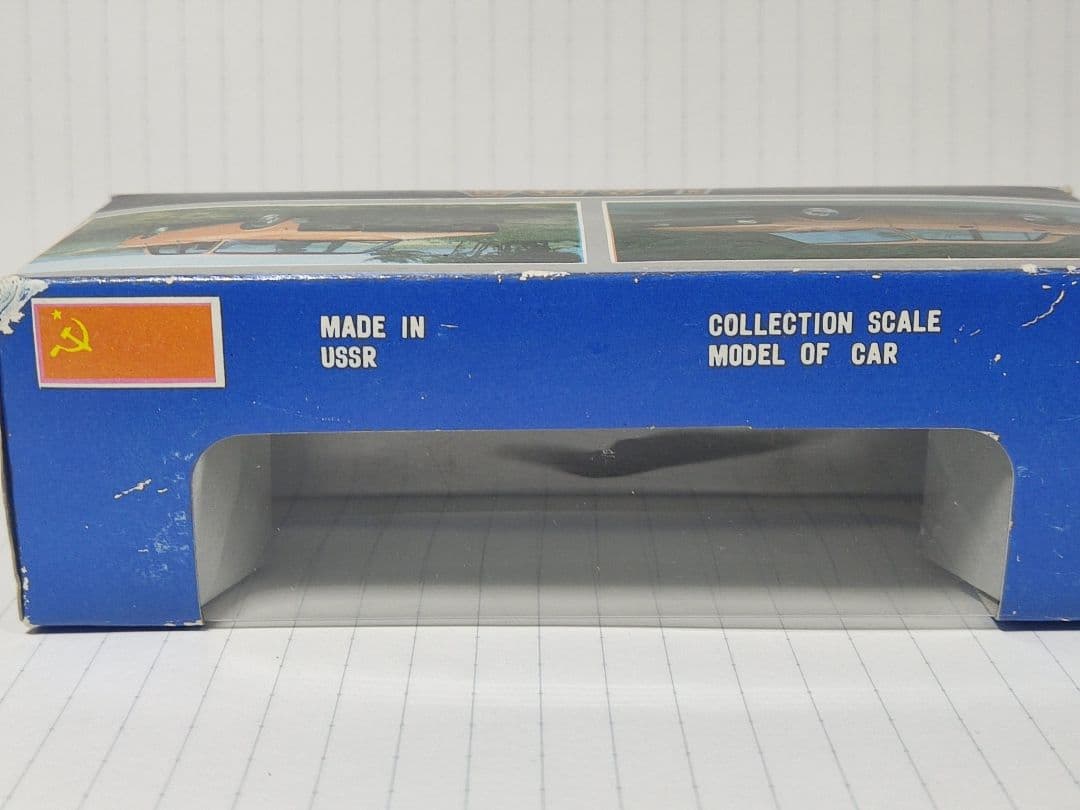 MADE IN
USSR
COLLECTION SCALE
MODEL OF CAR